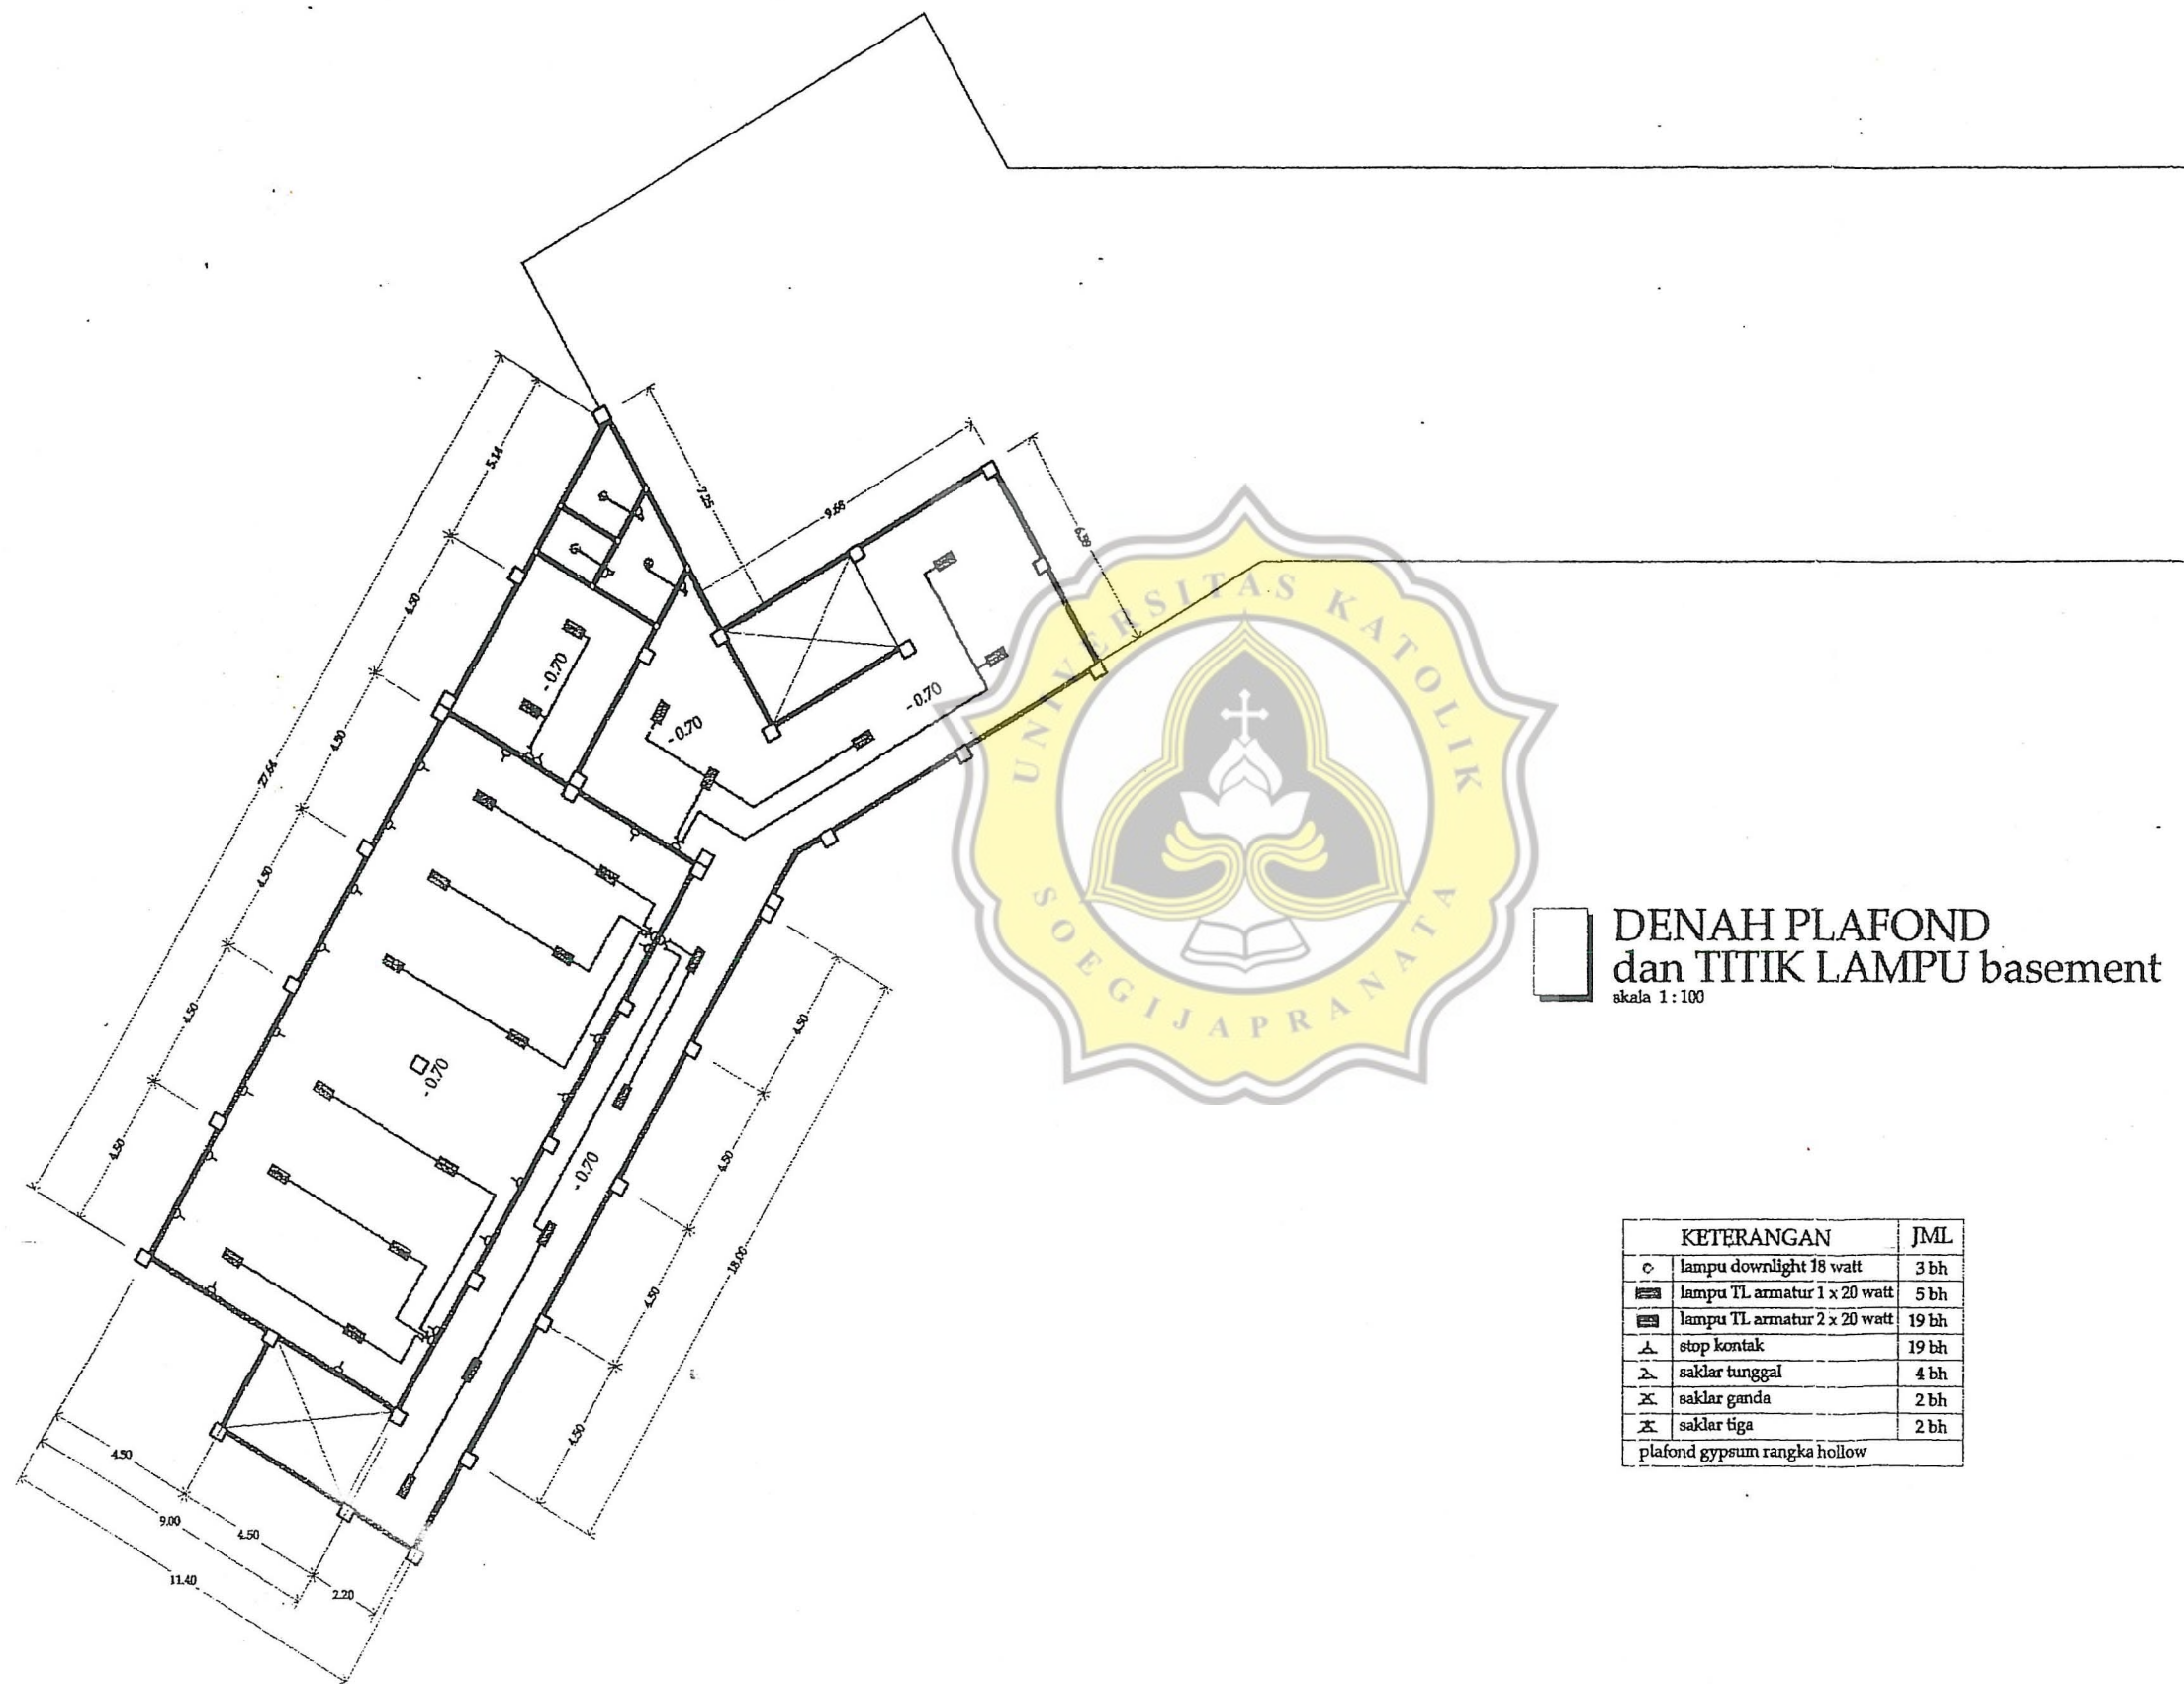 5.14
7.25
9.68
6.39
4.50
4.50
27.64
4.50
4.50
4.50
4.50
- 0.70
- 0.70
- 0.70
- 0.70
- 0.70
4.50
4.50
4.50
4.50
18.00
4.50
9.00
4.50
11.40
2.20
UNIVERSITAS KATOLIK
SOEGIJAPRANATA
DENAH PLAFOND
dan TITIK LAMPU basement
skala 1 : 100
KETERANGAN JML
lampu downlight 18 watt 3 bh
lampu TL armatur 1 x 20 watt 5 bh
lampu TL armatur 2 x 20 watt 19 bh
stop kontak 19 bh
saklar tunggal 4 bh
saklar ganda 2 bh
saklar tiga 2 bh
plafond gypsum rangka hollow